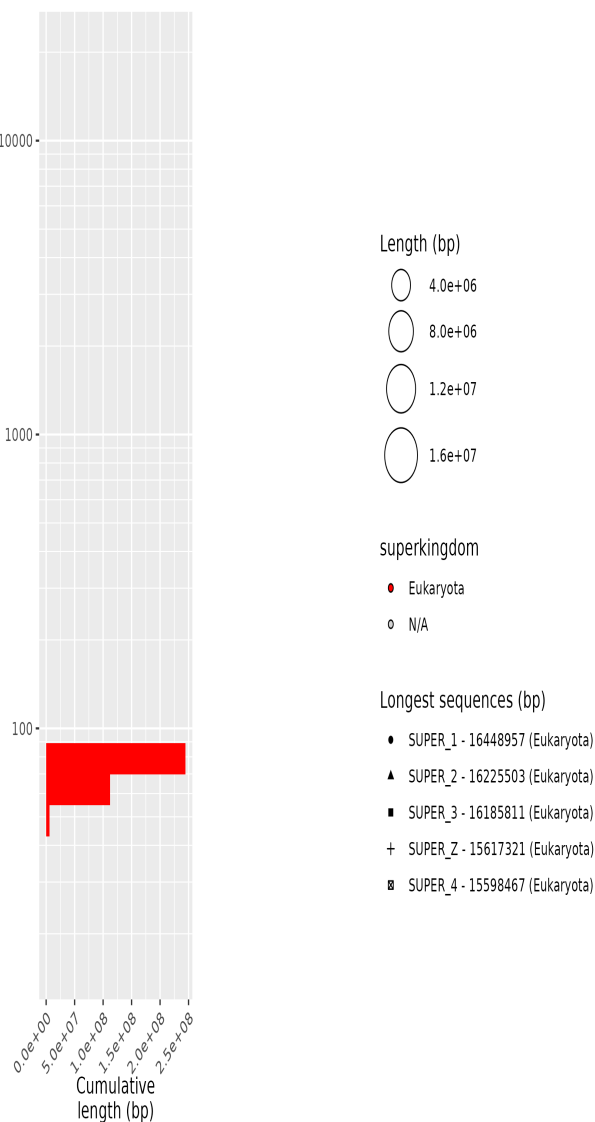 10000
1000
100
0.0e+00
5.0e+07
1.0e+08
1.5e+08
2.0e+08
2.5e+08
Cumulative
length (bp)
Length (bp)
4.0e+06
8.0e+06
1.2e+07
1.6e+07
superkingdom
Eukaryota
N/A
Longest sequences (bp)
SUPER_1 - 16448957 (Eukaryota)
SUPER_2 - 16225503 (Eukaryota)
SUPER_3 - 16185811 (Eukaryota)
SUPER_Z - 15617321 (Eukaryota)
SUPER_4 - 15598467 (Eukaryota)